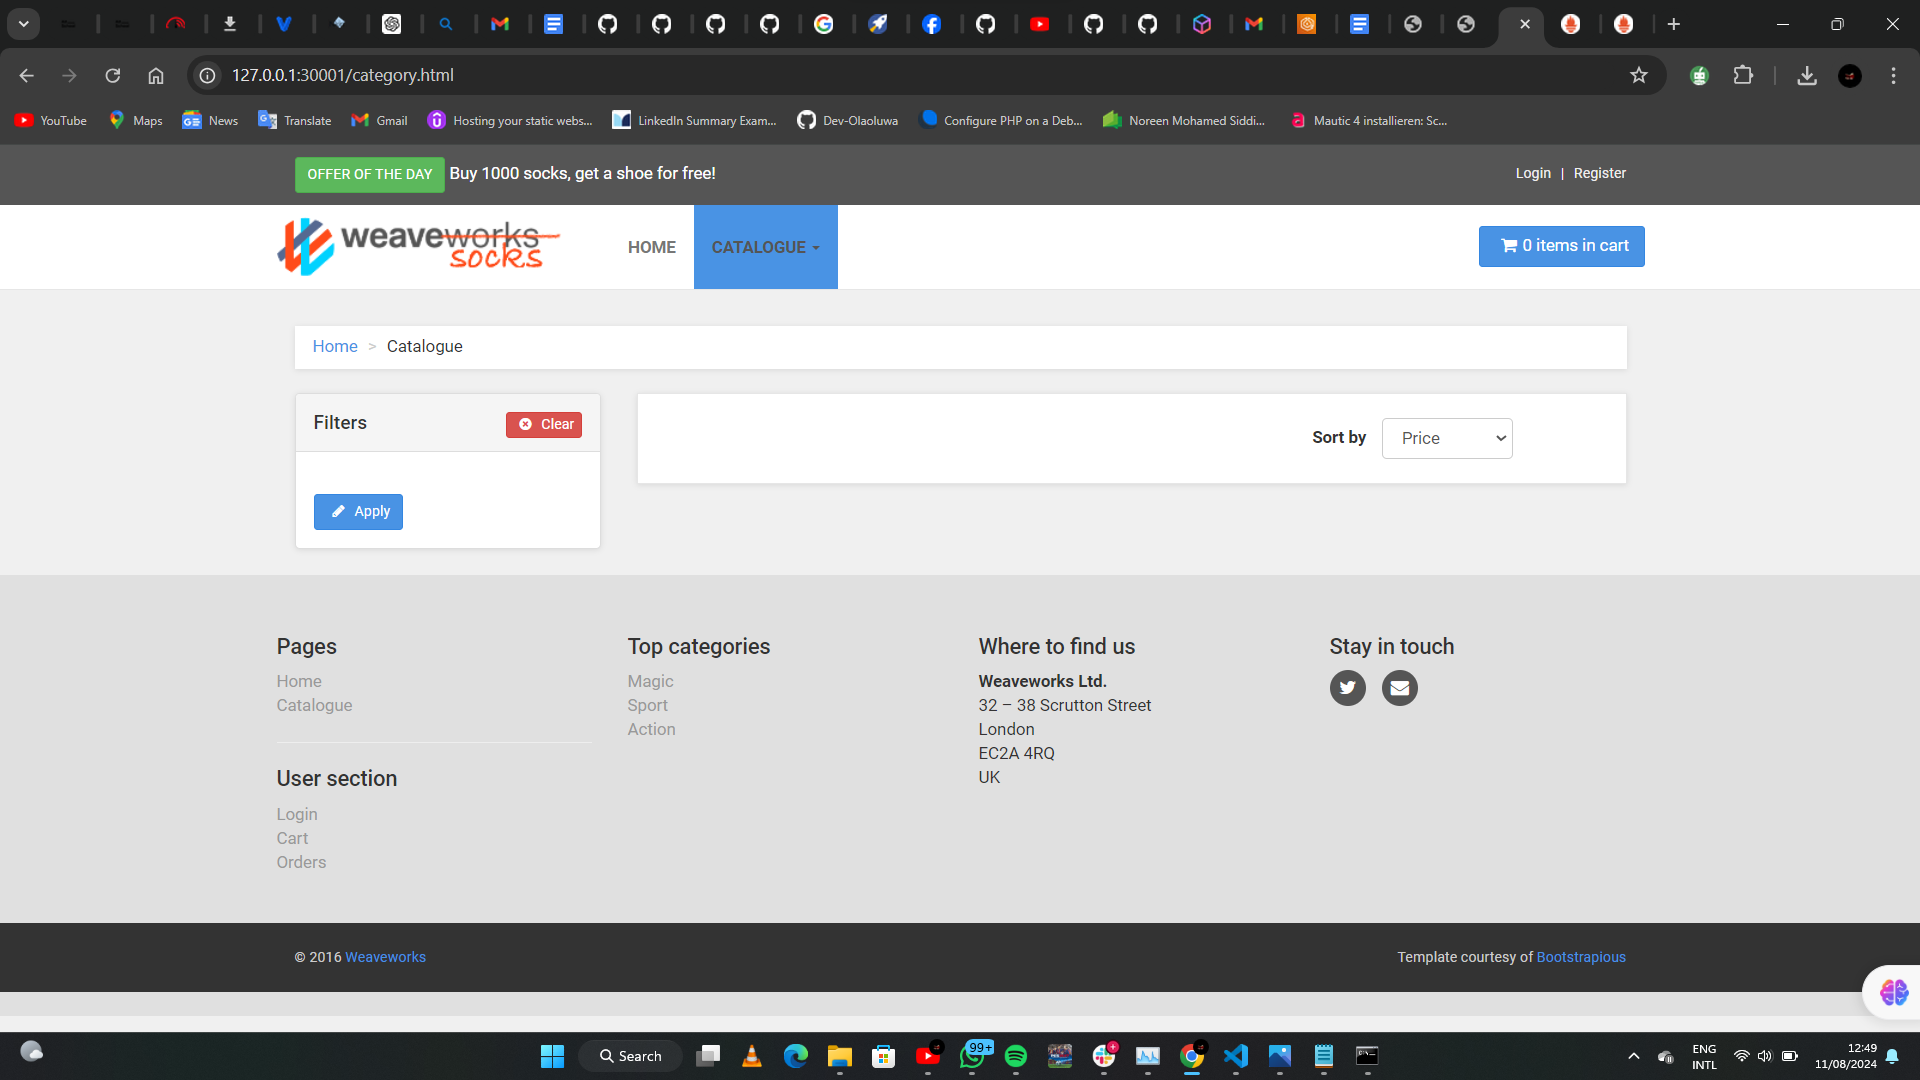 127.0.0.1:30001/category.html
YouTube
Maps
News
Translate
Gmail
Hosting your static webs...
LinkedIn Summary Exam...
Dev-Olaoluwa
Configure PHP on a Deb...
Noreen Mohamed Siddi...
Mautic 4 installieren: Sc...
OFFER OF THE DAY Buy 1000 socks, get a shoe for free!
Login | Register
weaveworks
socks
HOME
CATALOGUE
0 items in cart
Home > Catalogue
Filters
Clear
Apply
Sort by
Price
Pages
Home
Catalogue
User section
Login
Cart
Orders
Top categories
Magic
Sport
Action
Where to find us
Weaveworks Ltd.
32 – 38 Scrutton Street
London
EC2A 4RQ
UK
Stay in touch
© 2016 Weaveworks
Template courtesy of Bootstrapious
Search
99+
ENG
INTL
12:49
11/08/2024